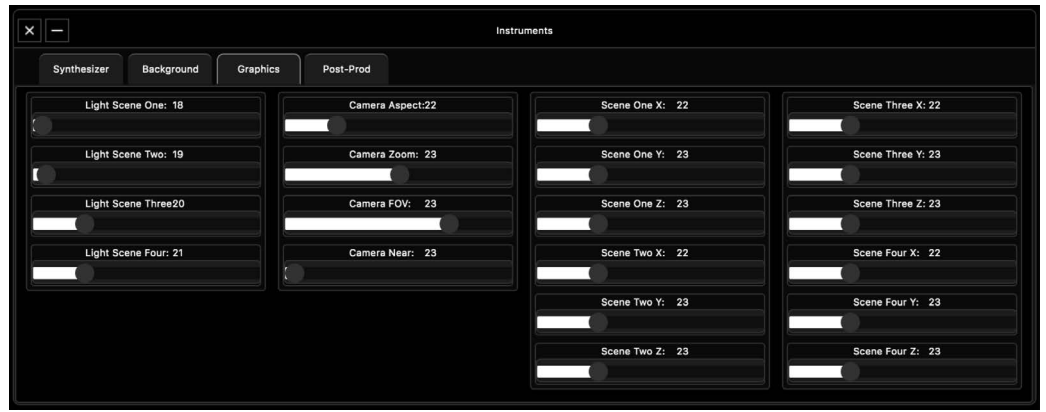 Instruments
Synthesizer Background Graphics Post-Prod
Light Scene One: 18
Light Scene Two: 19
Light Scene Three20
Light Scene Four: 21
Camera Aspect:22
Camera Zoom: 23
Camera FOV: 23
Camera Near: 23
Scene One X: 22
Scene One Y: 23
Scene One Z: 23
Scene Two X: 22
Scene Two Y: 23
Scene Two Z: 23
Scene Three X: 22
Scene Three Y: 23
Scene Three Z: 23
Scene Four X: 22
Scene Four Y: 23
Scene Four Z: 23